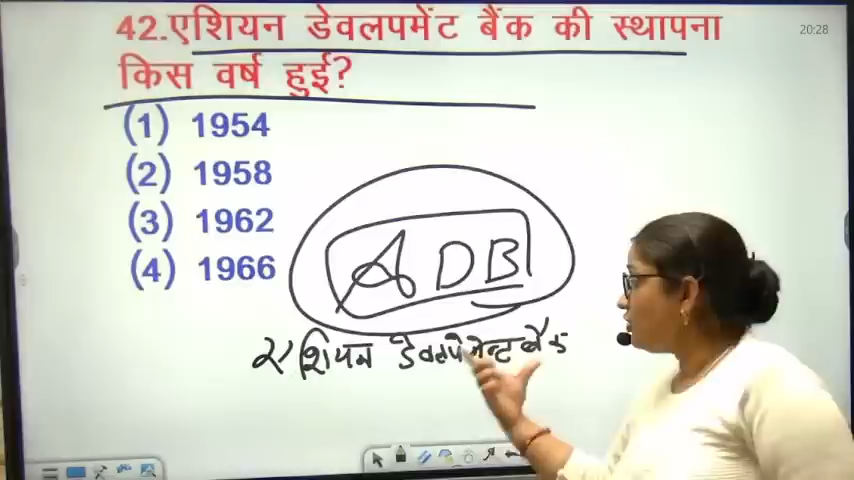 42.एशियन डेवलपमेंट बैंक की स्थापना
किस वर्ष हुई?
(1) 1954
(2) 1958
(3) 1962
(4) 1966
ADB
एशियन डेवलपमेन्ट बैंक
20:28